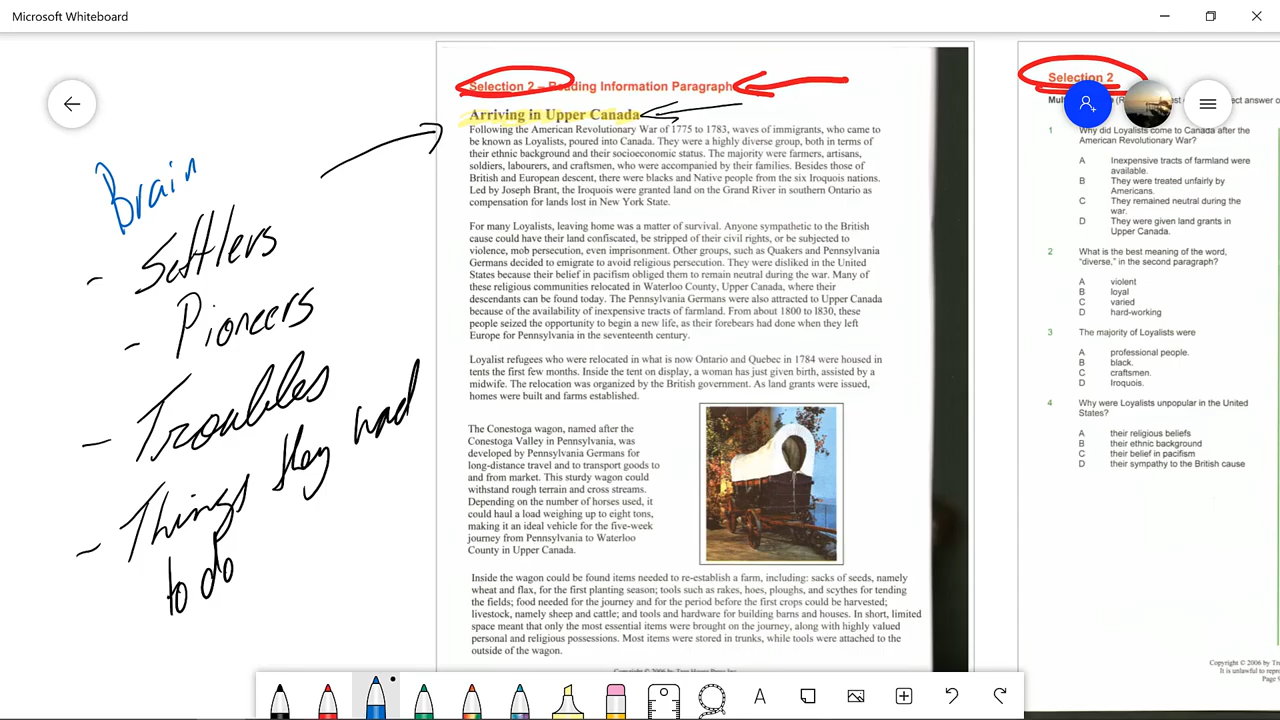 Microsoft Whiteboard
Brain
- Settlers
- Pioneers
- Troubles
- Things they had
to do
Selection 2 – Reading Information Paragraph
Arriving in Upper Canada
Following the American Revolutionary War of 1775 to 1783, waves of immigrants, who came to
be known as Loyalists, poured into Canada. They were a highly diverse group, both in terms of
their ethnic background and their socioeconomic status. The majority were farmers, artisans,
soldiers, labourers, and craftsmen, who were accompanied by their families. Besides those of
British and European descent, there were blacks and Native people from the six Iroquois nations.
Led by Joseph Brant, the Iroquois were granted land on the Grand River in southern Ontario as
compensation for lands lost in New York State.
For many Loyalists, leaving home was a matter of survival. Anyone sympathetic to the British
cause could have their land confiscated, be stripped of their civil rights, or be subjected to
violence, mob persecution, even imprisonment. Other groups, such as Quakers and Pennsylvania
Germans decided to emigrate to avoid religious persecution. They were disliked in the United
States because their belief in pacifism obliged them to remain neutral during the war. Many of
these religious communities relocated in Waterloo County, Upper Canada, where their
descendants can be found today. The Pennsylvania Germans were also attracted to Upper Canada
because of the availability of inexpensive tracts of farmland. From about 1800 to 1830, these
people seized the opportunity to begin a new life, as their forebears had done when they left
Europe for Pennsylvania in the seventeenth century.
Loyalist refugees who were relocated in what is now Ontario and Quebec in 1784 were housed in
tents the first few months. Inside the tent on display, a woman has just given birth, assisted by a
midwife. The relocation was organized by the British government. As land grants were issued,
homes were built and farms established.
The Conestoga wagon, named after the
Conestoga Valley in Pennsylvania, was
developed by Pennsylvania Germans for
long-distance travel and to transport goods to
and from market. This sturdy wagon could
withstand rough terrain and cross streams.
Depending on the number of horses used, it
could haul a load weighing up to eight tons,
making it an ideal vehicle for the five-week
journey from Pennsylvania to Waterloo
County in Upper Canada.
Inside the wagon could be found items needed to re-establish a farm, including: sacks of seeds, namely
wheat and flax, for the first planting season; tools such as rakes, hoes, ploughs, and scythes for tending
the fields; food needed for the journey and for the period before the first crops could be harvested;
livestock, namely sheep and cattle; and tools and hardware for building barns and houses. In short, limited
space meant that only the most essential items were brought on the journey, along with highly valued
personal and religious possessions. Most items were stored in trunks, while tools were attached to the
outside of the wagon.
Selection 2
1 Why did Loyalists come to Canada after the
American Revolutionary War?
A Inexpensive tracts of farmland were
available.
B They were treated unfairly by
Americans.
C They remained neutral during the
war.
D They were given land grants in
Upper Canada.
2 What is the best meaning of the word,
"diverse," in the second paragraph?
A violent
B loyal
C varied
D hard-working
3 The majority of Loyalists were
A professional people.
B black.
C craftsmen.
D Iroquois.
4 Why were Loyalists unpopular in the United
States?
A their religious beliefs
B their ethnic background
C their belief in pacifism
D their sympathy to the British cause
Copyright © 2006 by
It is unlawful to
Page